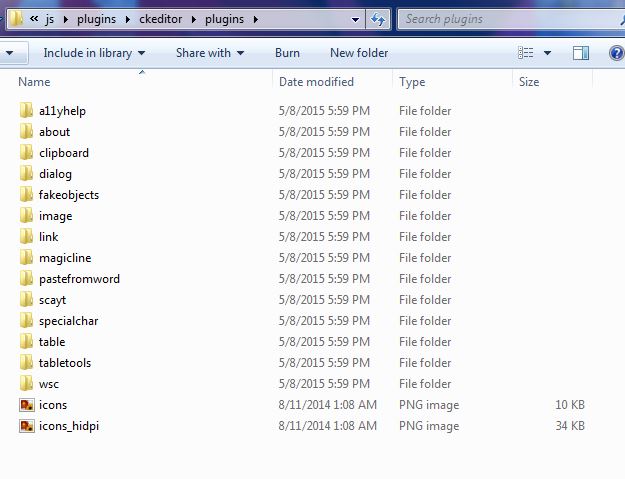 « js plugins ckeditor plugins Search plugins
Include in library Share with Burn New folder
Name Date modified Type Size
a11yhelp 5/8/2015 5:59 PM File folder
about 5/8/2015 5:59 PM File folder
clipboard 5/8/2015 5:59 PM File folder
dialog 5/8/2015 5:59 PM File folder
fakeobjects 5/8/2015 5:59 PM File folder
image 5/8/2015 5:59 PM File folder
link 5/8/2015 5:59 PM File folder
magicline 5/8/2015 5:59 PM File folder
pastefromword 5/8/2015 5:59 PM File folder
scayt 5/8/2015 5:59 PM File folder
specialchar 5/8/2015 5:59 PM File folder
table 5/8/2015 5:59 PM File folder
tabletools 5/8/2015 5:59 PM File folder
wsc 5/8/2015 5:59 PM File folder
icons 8/11/2014 1:08 AM PNG image 10 KB
icons_hidpi 8/11/2014 1:08 AM PNG image 34 KB